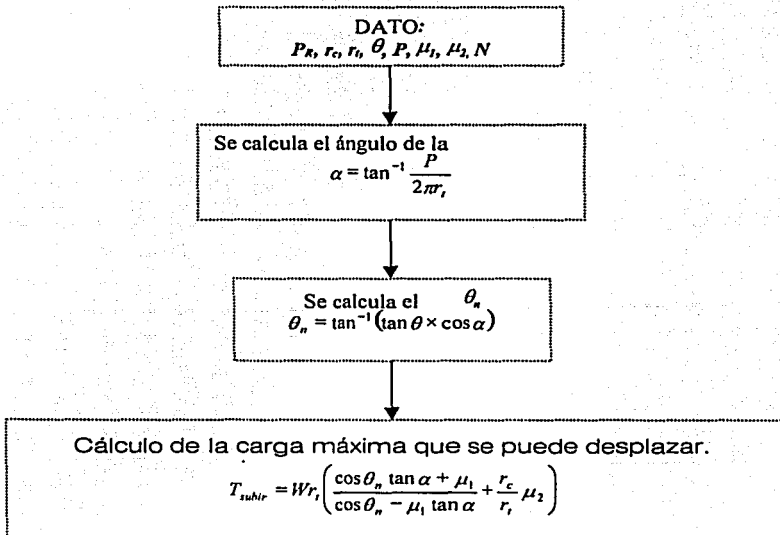 DATO:
P_R, r_c, r_t, θ, P, μ_1, μ_2, N
Se calcula el ángulo de la
α = tan⁻¹ P / 2πr_t
Se calcula el θ_n
θ_n = tan⁻¹(tan θ × cos α)
Cálculo de la carga máxima que se puede desplazar.
T_subir = Wr_t( (cos θ_n tan α + μ_1) / (cos θ_n − μ_1 tan α) + r_c / r_t μ_2 )